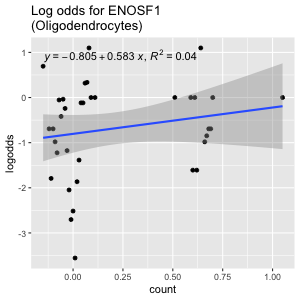 Log odds for ENOSF1
(Oligodendrocytes)
y = −0.805 + 0.583 x, R² = 0.04
logodds
1
0
-1
-2
-3
0.00 0.25 0.50 0.75 1.00
count